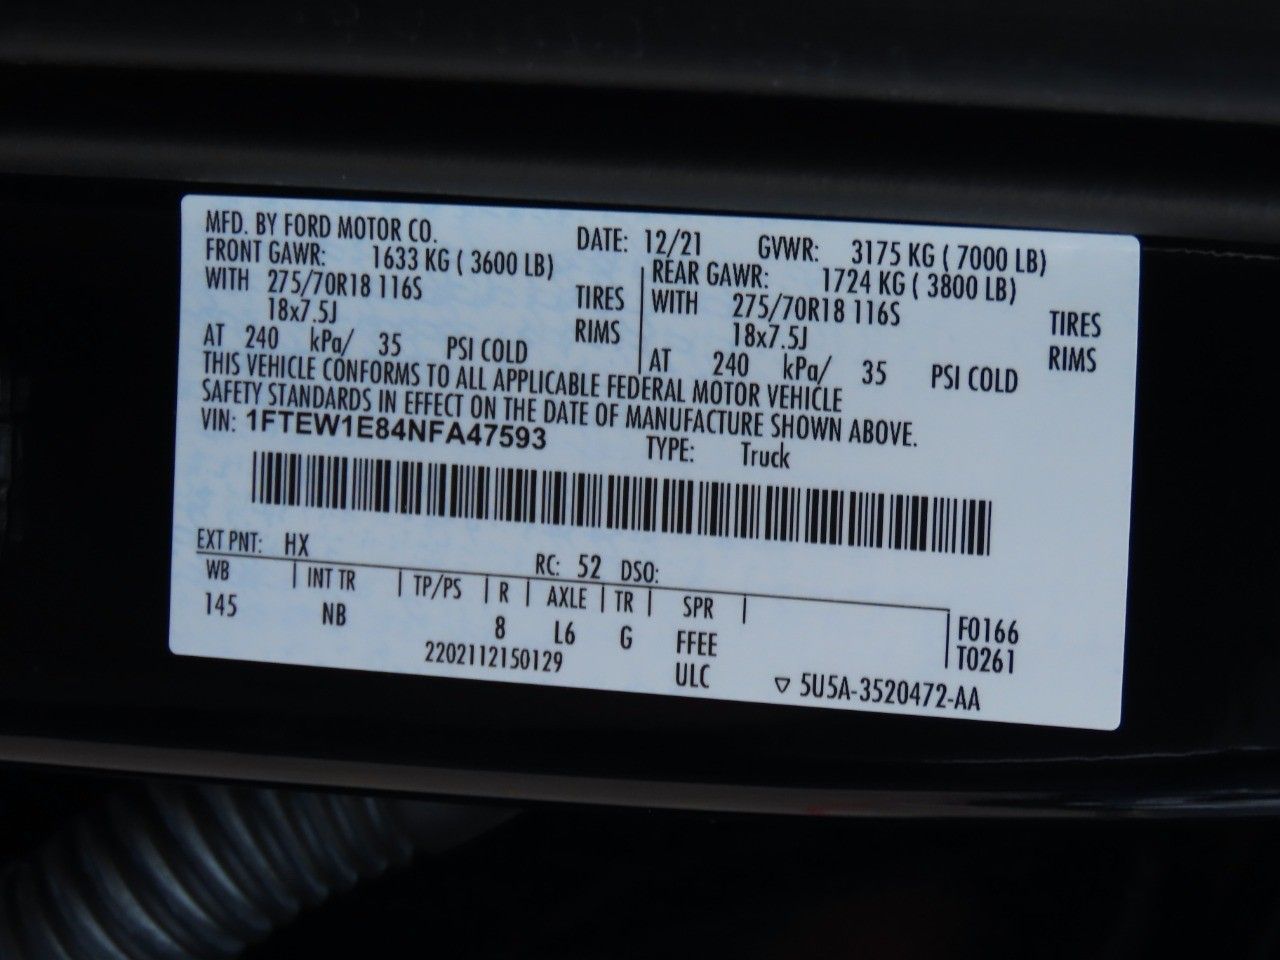 MFD. BY FORD MOTOR CO. DATE: 12/21 GVWR: 3175 KG ( 7000 LB)
FRONT GAWR: 1633 KG ( 3600 LB) REAR GAWR: 1724 KG ( 3800 LB)
WITH 275/70R18 116S TIRES WITH 275/70R18 116S TIRES
18x7.5J RIMS 18x7.5J RIMS
AT 240 kPa/ 35 PSI COLD AT 240 kPa/ 35 PSI COLD
THIS VEHICLE CONFORMS TO ALL APPLICABLE FEDERAL MOTOR VEHICLE
SAFETY STANDARDS IN EFFECT ON THE DATE OF MANUFACTURE SHOWN ABOVE.
VIN: 1FTEW1E84NFA47593 TYPE: Truck
EXT PNT: HX RC: 52 DSO:
WB INT TR TP/PS R AXLE TR SPR
145 NB 8 L6 G FFEE F0166
2202112150129 ULC T0261
▽ 5U5A-3520472-AA